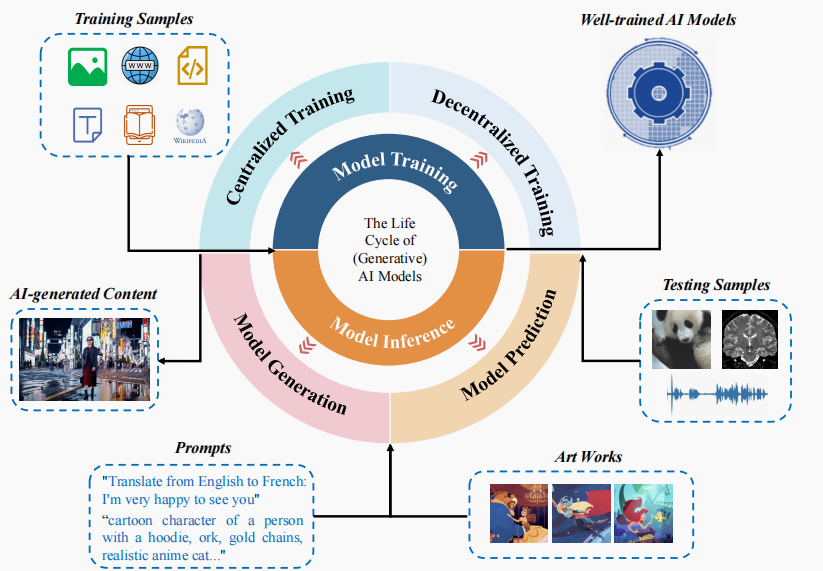 Training Samples
WWW
T
WIKIPEDIA
Well-trained AI Models
Centralized Training
Decentralized Training
Model Training
The Life
Cycle of
(Generative)
AI Models
Model Inference
Model Generation
Model Prediction
AI-generated Content
Testing Samples
Prompts
"Translate from English to French:
I'm very happy to see you"
“cartoon character of a person
with a hoodie, ork, gold chains,
realistic anime cat..."
Art Works